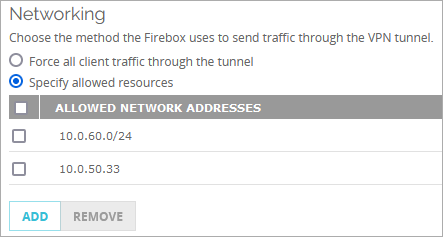 Networking
Choose the method the Firebox uses to send traffic through the VPN tunnel.
Force all client traffic through the tunnel
Specify allowed resources
ALLOWED NETWORK ADDRESSES
10.0.60.0/24
10.0.50.33
ADD REMOVE